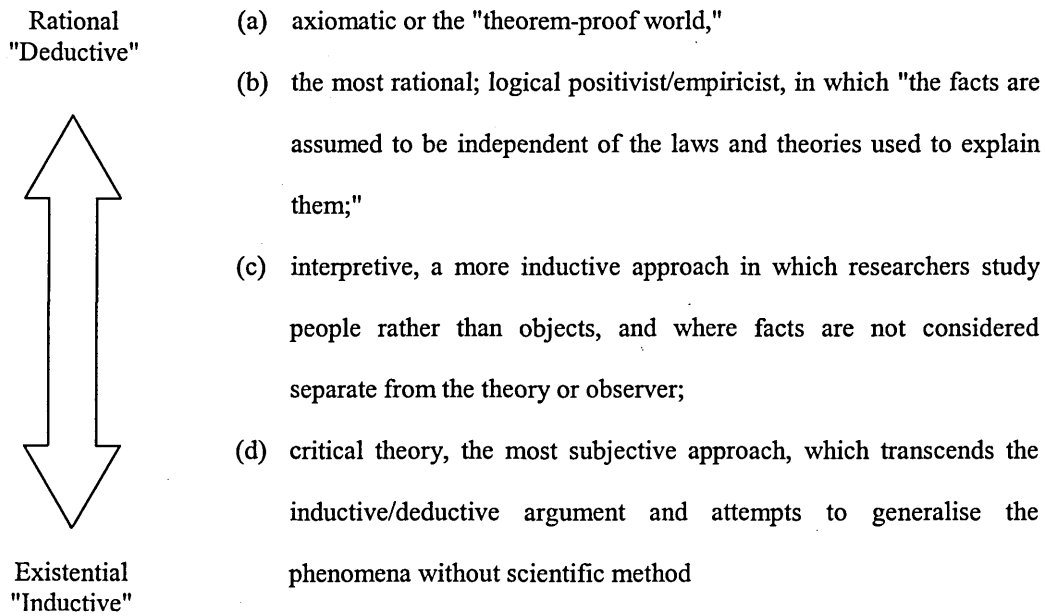 Rational
"Deductive"
(a) axiomatic or the "theorem-proof world,"
(b) the most rational; logical positivist/empiricist, in which "the facts are
assumed to be independent of the laws and theories used to explain
them;"
(c) interpretive, a more inductive approach in which researchers study
people rather than objects, and where facts are not considered
separate from the theory or observer;
(d) critical theory, the most subjective approach, which transcends the
inductive/deductive argument and attempts to generalise the
phenomena without scientific method
Existential
"Inductive"